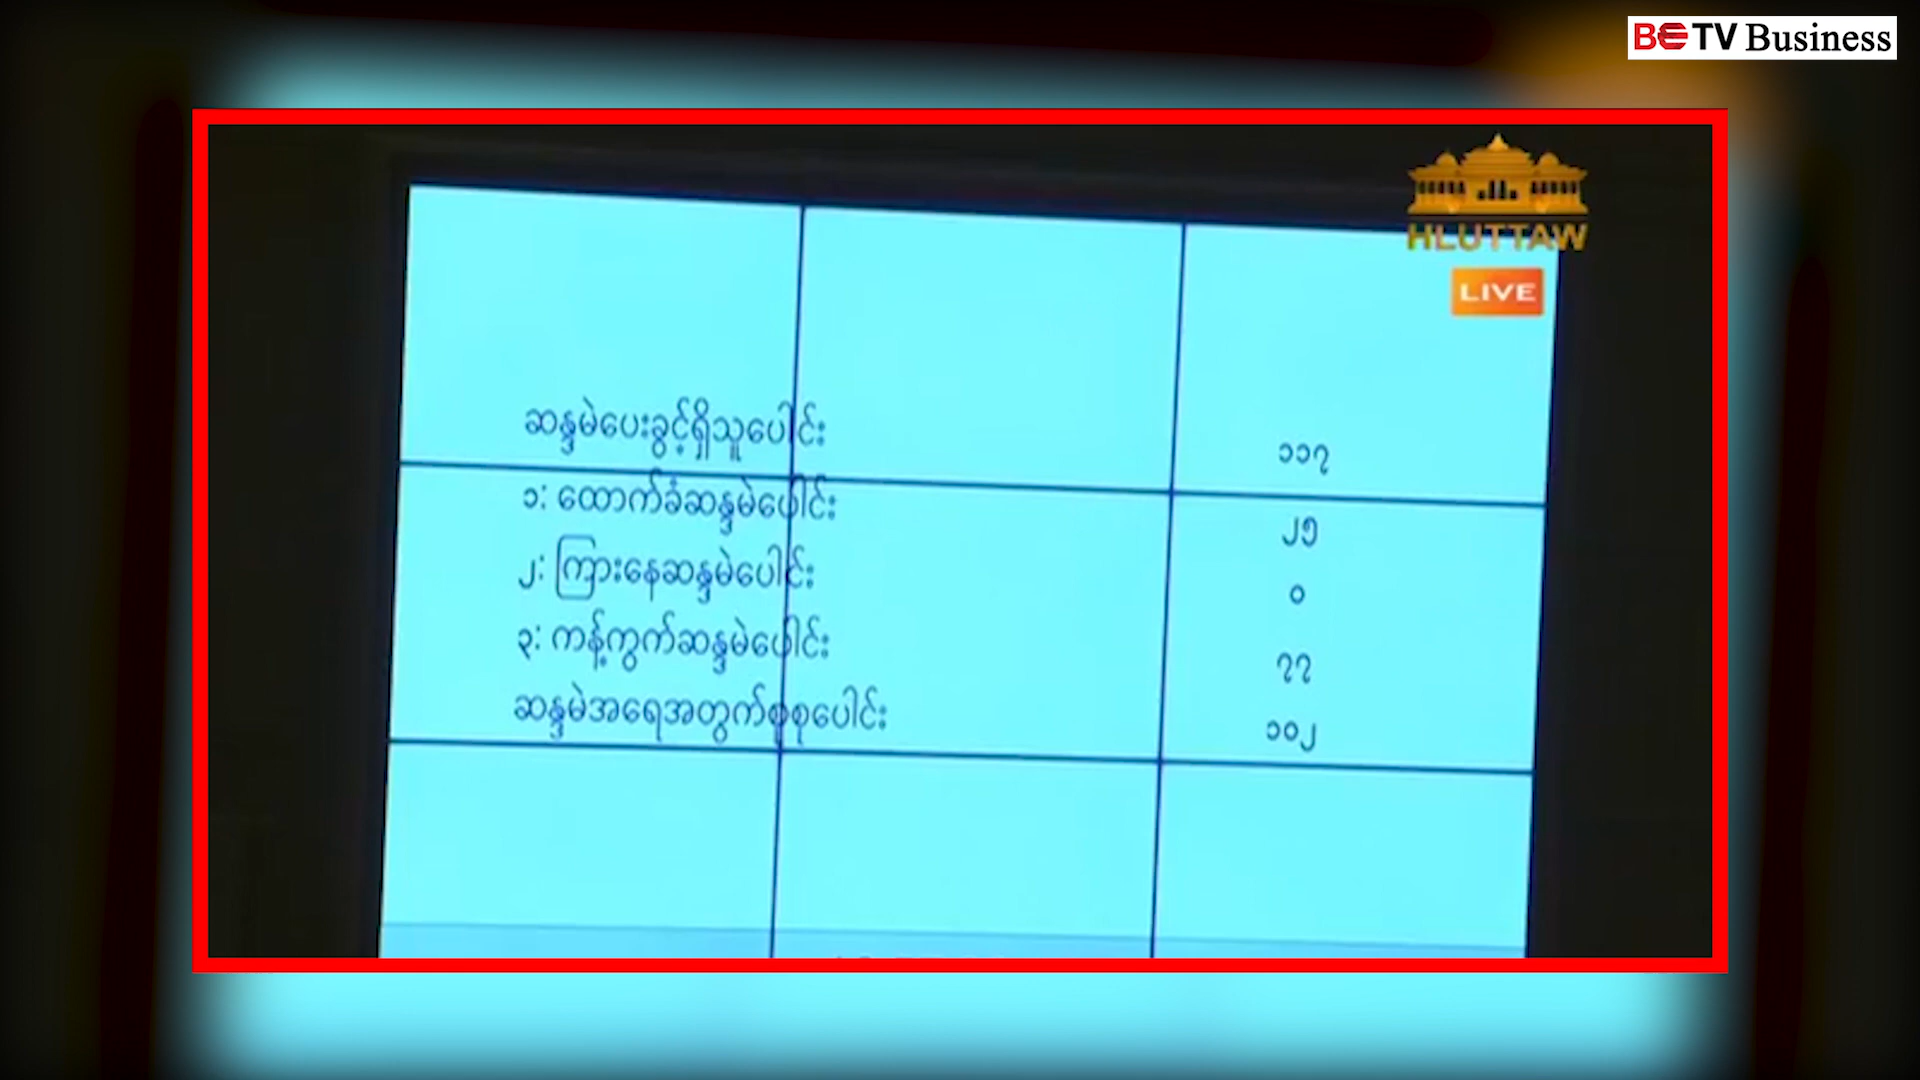 BETV Business
HLUTTAW
LIVE
ဆန္ဒမဲပေးခွင့်ရှိသူပေါင်း ၁၁၇
၁: ထောက်ခံဆန္ဒမဲပေါင်း ၂၅
၂: ကြားနေဆန္ဒမဲပေါင်း ၀
၃: ကန့်ကွက်ဆန္ဒမဲပေါင်း ၇၇
ဆန္ဒမဲအရေအတွက်စုစုပေါင်း ၁၀၂